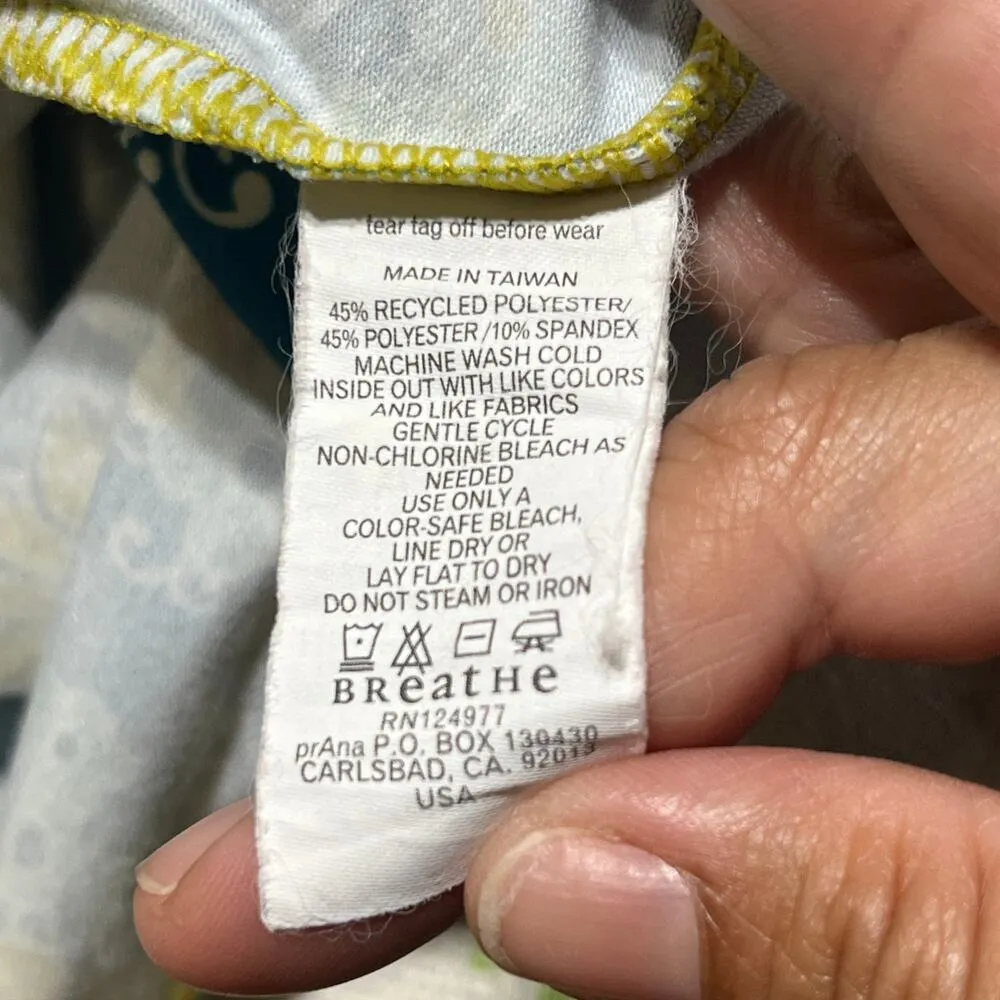 tear tag off before wear
MADE IN TAIWAN
45% RECYCLED POLYESTER/
45% POLYESTER /10% SPANDEX
MACHINE WASH COLD
INSIDE OUT WITH LIKE COLORS
AND LIKE FABRICS
GENTLE CYCLE
NON-CHLORINE BLEACH AS
NEEDED
USE ONLY A
COLOR-SAFE BLEACH,
LINE DRY OR
LAY FLAT TO DRY
DO NOT STEAM OR IRON
BReatHe
RN124977
prAna P.O. BOX 130430
CARLSBAD, CA. 92013
USA